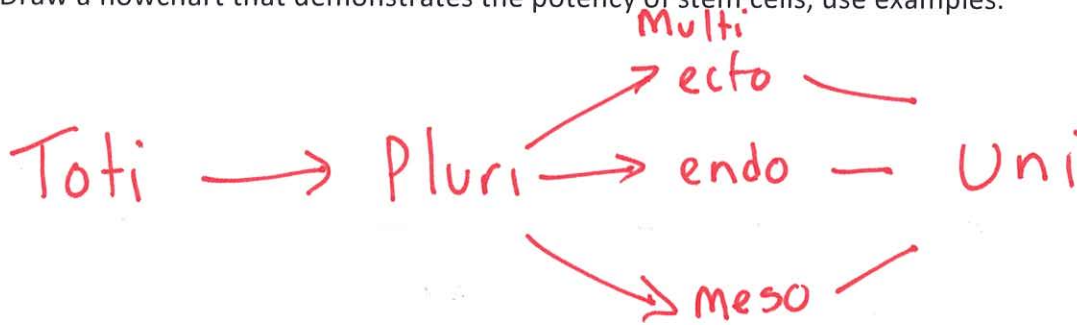 Draw a flowchart that demonstrates the potency of stem cells, use examples.
Multi
ecto
Toti → Pluri → endo — Uni
meso